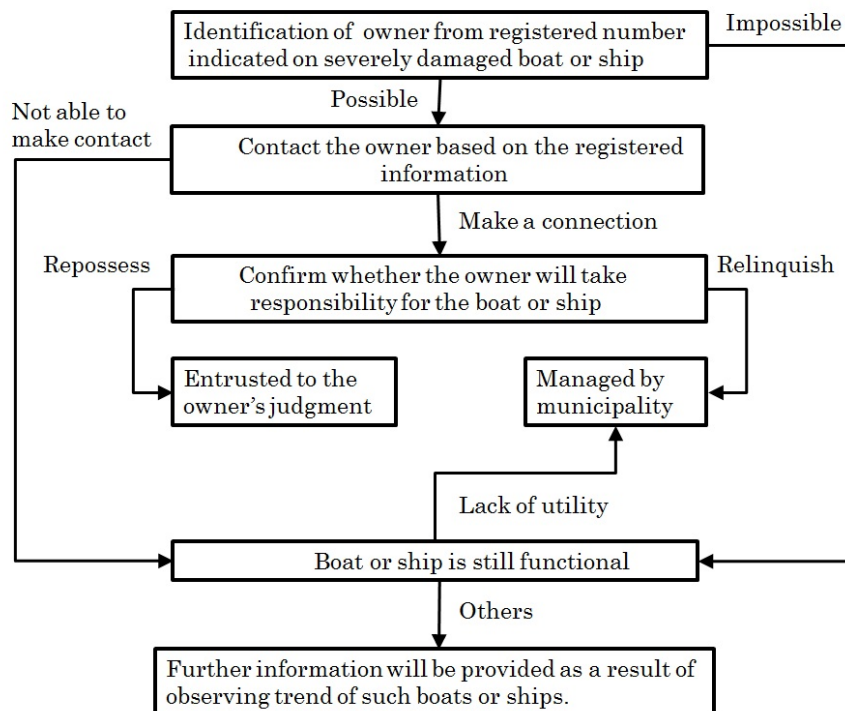 Identification of owner from registered number
indicated on severely damaged boat or ship
Impossible
Possible
Not able to
make contact
Contact the owner based on the registered
information
Make a connection
Repossess
Confirm whether the owner will take
responsibility for the boat or ship
Relinquish
Entrusted to the
owner's judgment
Managed by
municipality
Lack of utility
Boat or ship is still functional
Others
Further information will be provided as a result of
observing trend of such boats or ships.